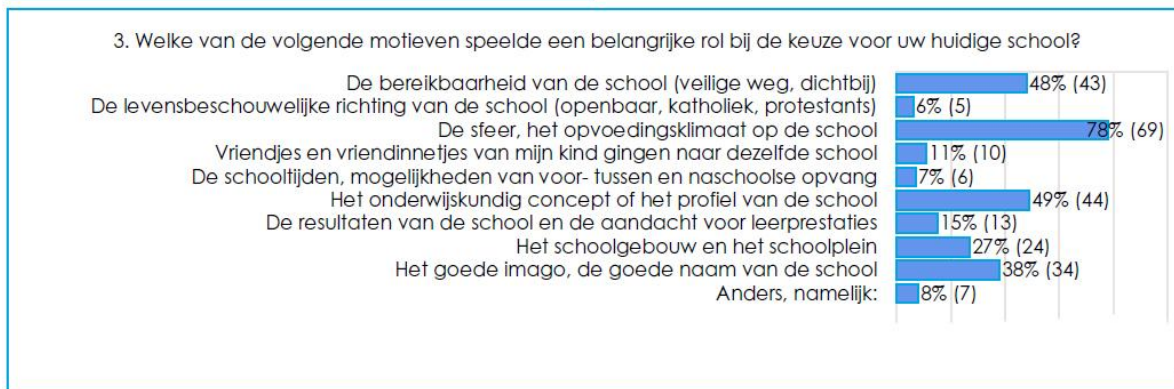 3. Welke van de volgende motieven speelde een belangrijke rol bij de keuze voor uw huidige school?
De bereikbaarheid van de school (veilige weg, dichtbij) 48% (43)
De levensbeschouwelijke richting van de school (openbaar, katholiek, protestants) 6% (5)
De sfeer, het opvoedingsklimaat op de school 78% (69)
Vriendjes en vriendinnetjes van mijn kind gingen naar dezelfde school 11% (10)
De schooltijden, mogelijkheden van voor- tussen en naschoolse opvang 7% (6)
Het onderwijskundig concept of het profiel van de school 49% (44)
De resultaten van de school en de aandacht voor leerprestaties 15% (13)
Het schoolgebouw en het schoolplein 27% (24)
Het goede imago, de goede naam van de school 38% (34)
Anders, namelijk: 8% (7)